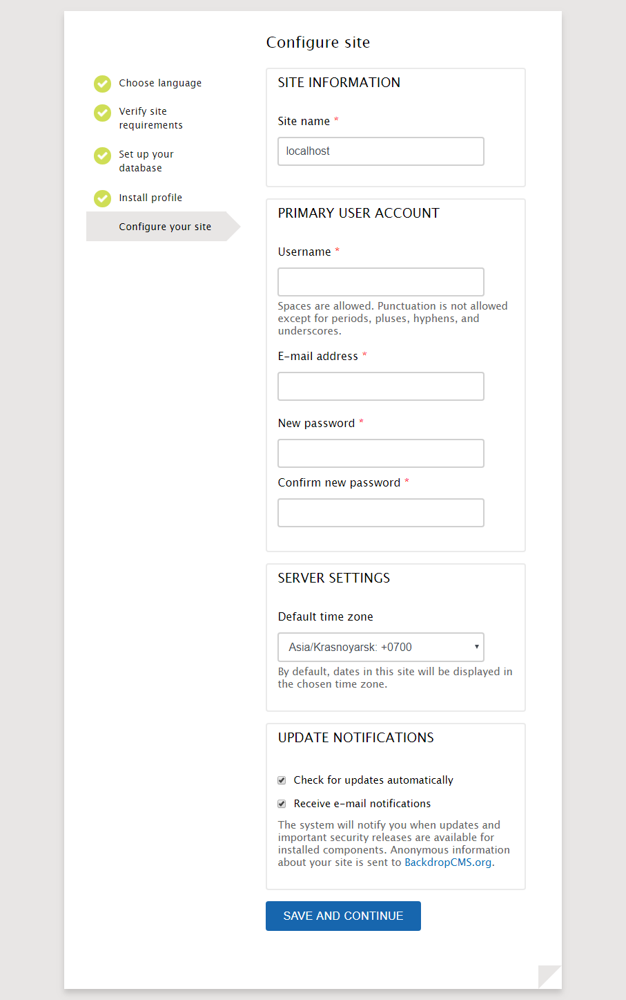 Configure site
Choose language
Verify site
requirements
Set up your
database
Install profile
Configure your site
SITE INFORMATION
Site name *
localhost
PRIMARY USER ACCOUNT
Username *
Spaces are allowed. Punctuation is not allowed
except for periods, pluses, hyphens, and
underscores.
E-mail address *
New password *
Confirm new password *
SERVER SETTINGS
Default time zone
Asia/Krasnoyarsk: +0700
By default, dates in this site will be displayed in
the chosen time zone.
UPDATE NOTIFICATIONS
Check for updates automatically
Receive e-mail notifications
The system will notify you when updates and
important security releases are available for
installed components. Anonymous information
about your site is sent to BackdropCMS.org.
SAVE AND CONTINUE